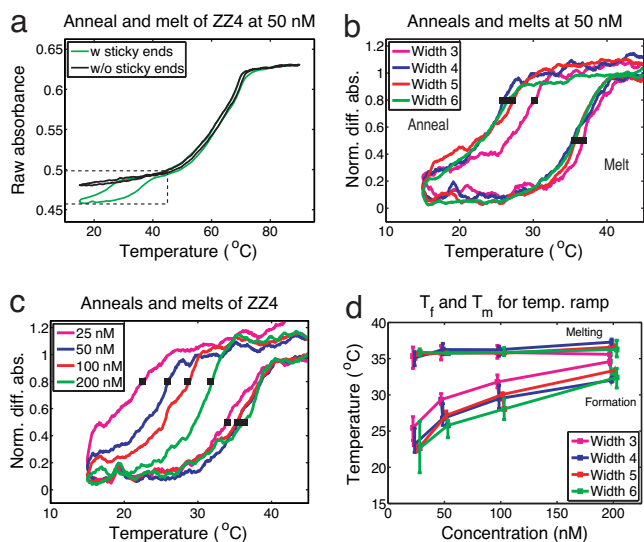 a
Anneal and melt of ZZ4 at 50 nM
w sticky ends
w/o sticky ends
Raw absorbance
0.65
0.6
0.55
0.5
0.45
20 40 60 80
Temperature (°C)
b
Anneals and melts at 50 nM
Width 3
Width 4
Width 5
Width 6
Anneal
Melt
Norm. diff. abs.
1.2
1.0
0.8
0.6
0.4
0.2
0
10 20 30 40
Temperature (°C)
c
Anneals and melts of ZZ4
25 nM
50 nM
100 nM
200 nM
Norm. diff. abs.
1.2
1.0
0.8
0.6
0.4
0.2
0
10 20 30 40
Temperature (°C)
d
Tf and Tm for temp. ramp
Melting
Formation
Width 3
Width 4
Width 5
Width 6
Temperature (°C)
40
35
30
25
20
15
0 50 100 150 200
Concentration (nM)